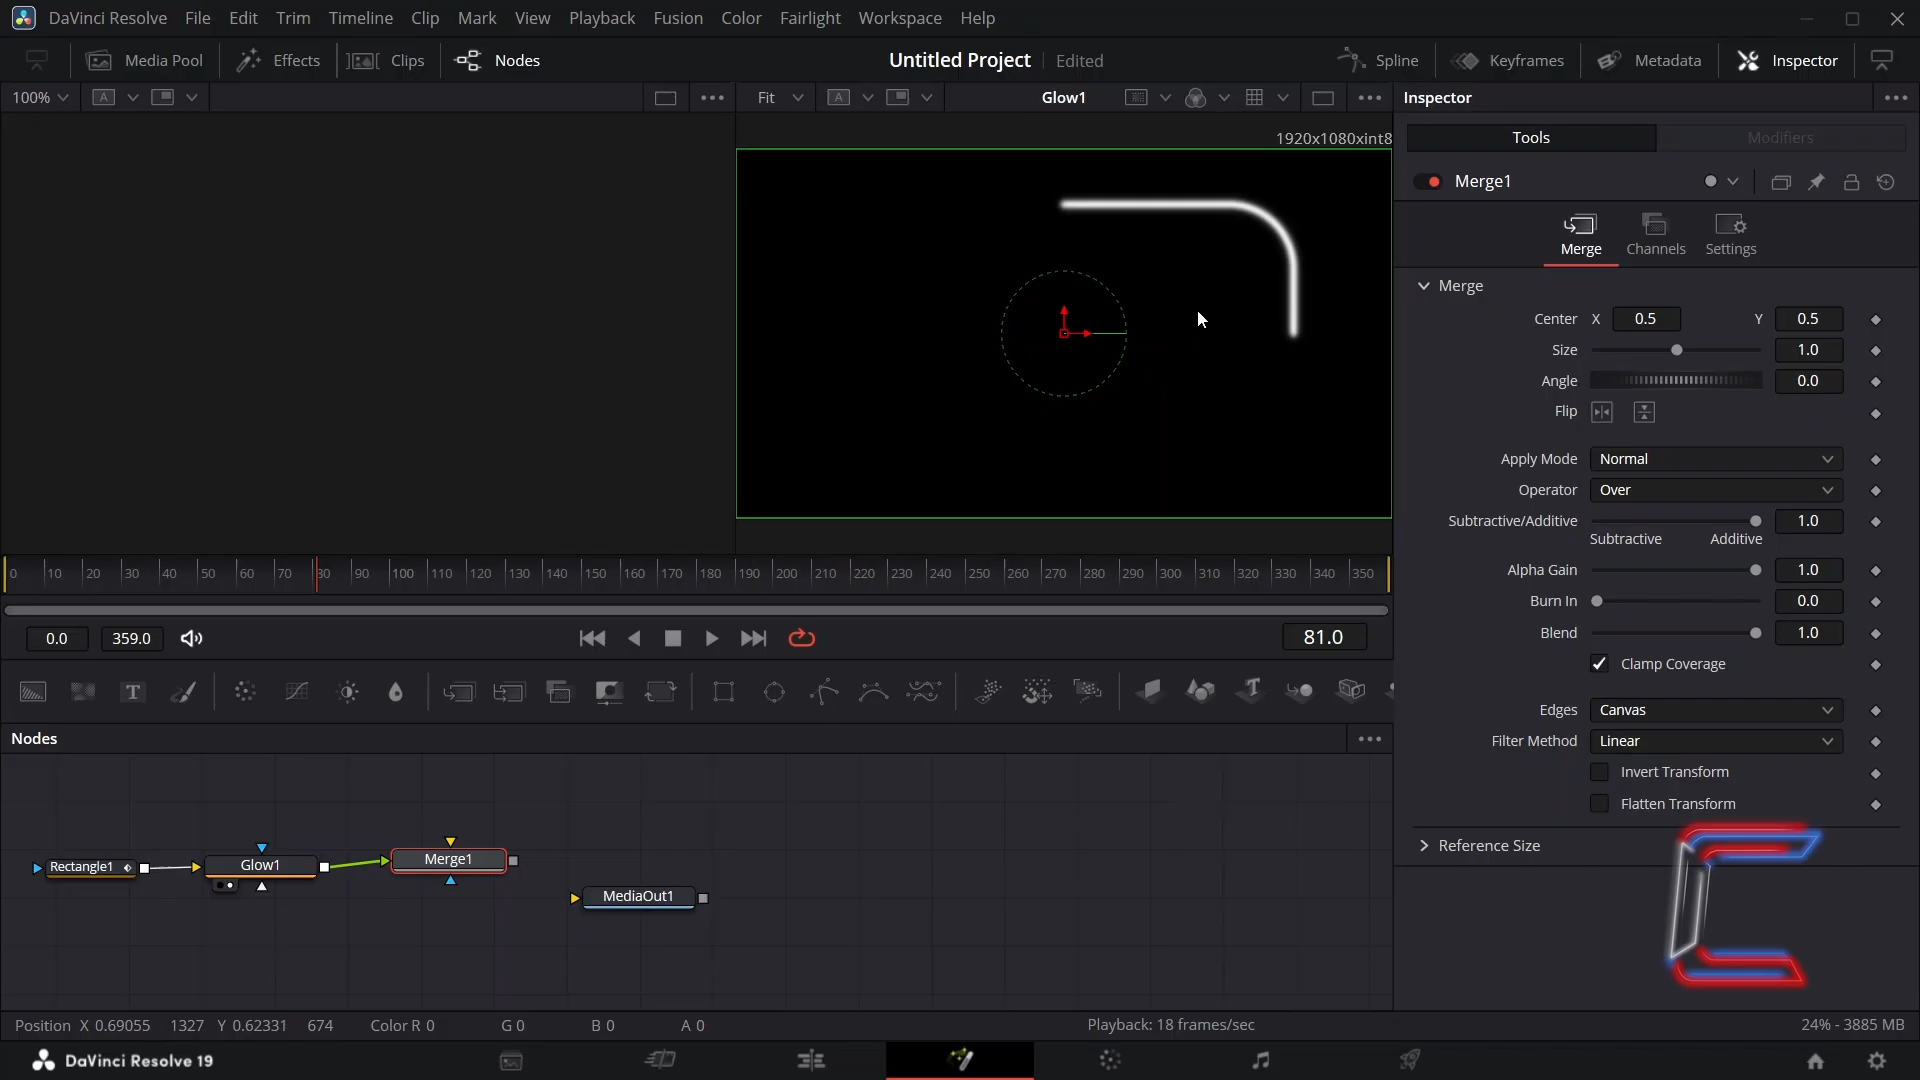 DaVinci Resolve File Edit Trim Timeline Clip Mark View Playback Fusion Color Fairlight Workspace Help
Media Pool Effects Clips Nodes Untitled Project Edited Spline Keyframes Metadata Inspector
100% A Fit A Glow1 Inspector
1920x1080xint8
Tools Modifiers
Merge1
Merge Channels Settings
Merge
Center X 0.5 Y 0.5
Size 1.0
Angle 0.0
Flip
Apply Mode Normal
Operator Over
Subtractive/Additive 1.0
Subtractive Additive
Alpha Gain 1.0
Burn In 0.0
Blend 1.0
Clamp Coverage
Edges Canvas
Filter Method Linear
Invert Transform
Flatten Transform
Reference Size
0 10 20 30 40 50 60 70 80 90 100 110 120 130 140 150 160 170 180 190 200 210 220 230 240 250 260 270 280 290 300 310 320 330 340 350
0.0 359.0 81.0
Nodes
Rectangle1 Glow1 Merge1
MediaOut1
Position X 0.69055 1327 Y 0.62331 674 Color R 0 G 0 B 0 A 0 Playback: 18 frames/sec 24% - 3885 MB
DaVinci Resolve 19